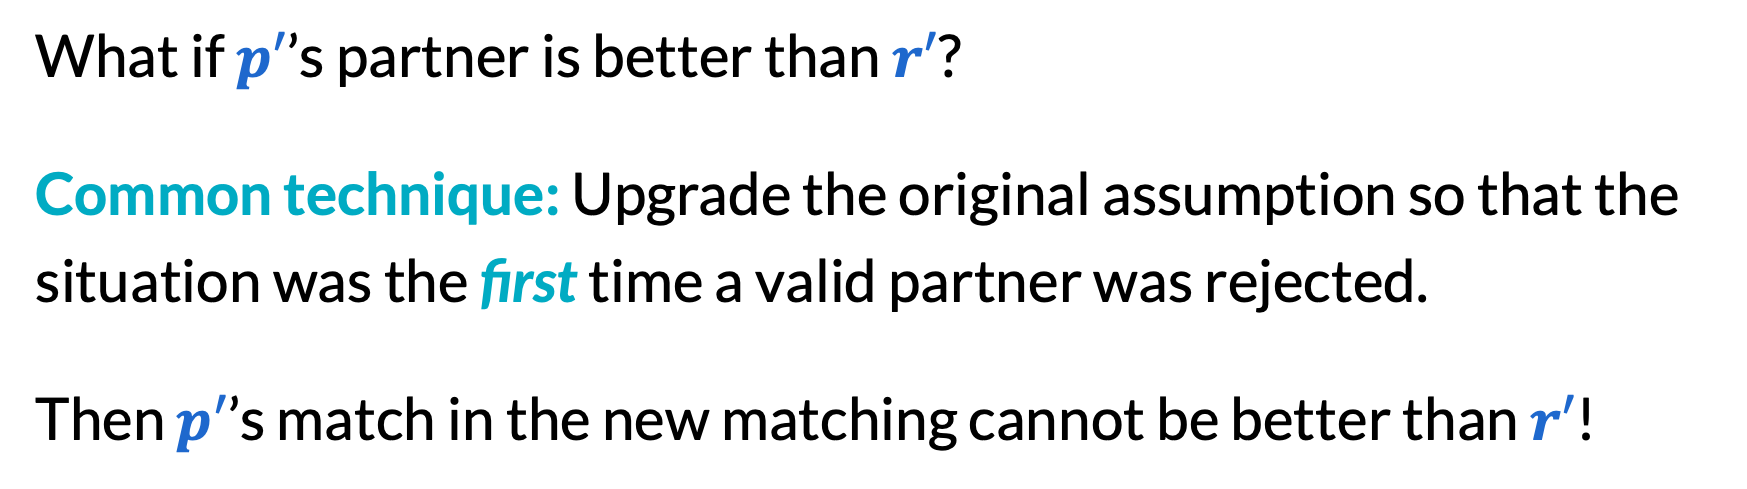 What if p′’s partner is better than r′?
Common technique: Upgrade the original assumption so that the
situation was the first time a valid partner was rejected.
Then p′’s match in the new matching cannot be better than r′!